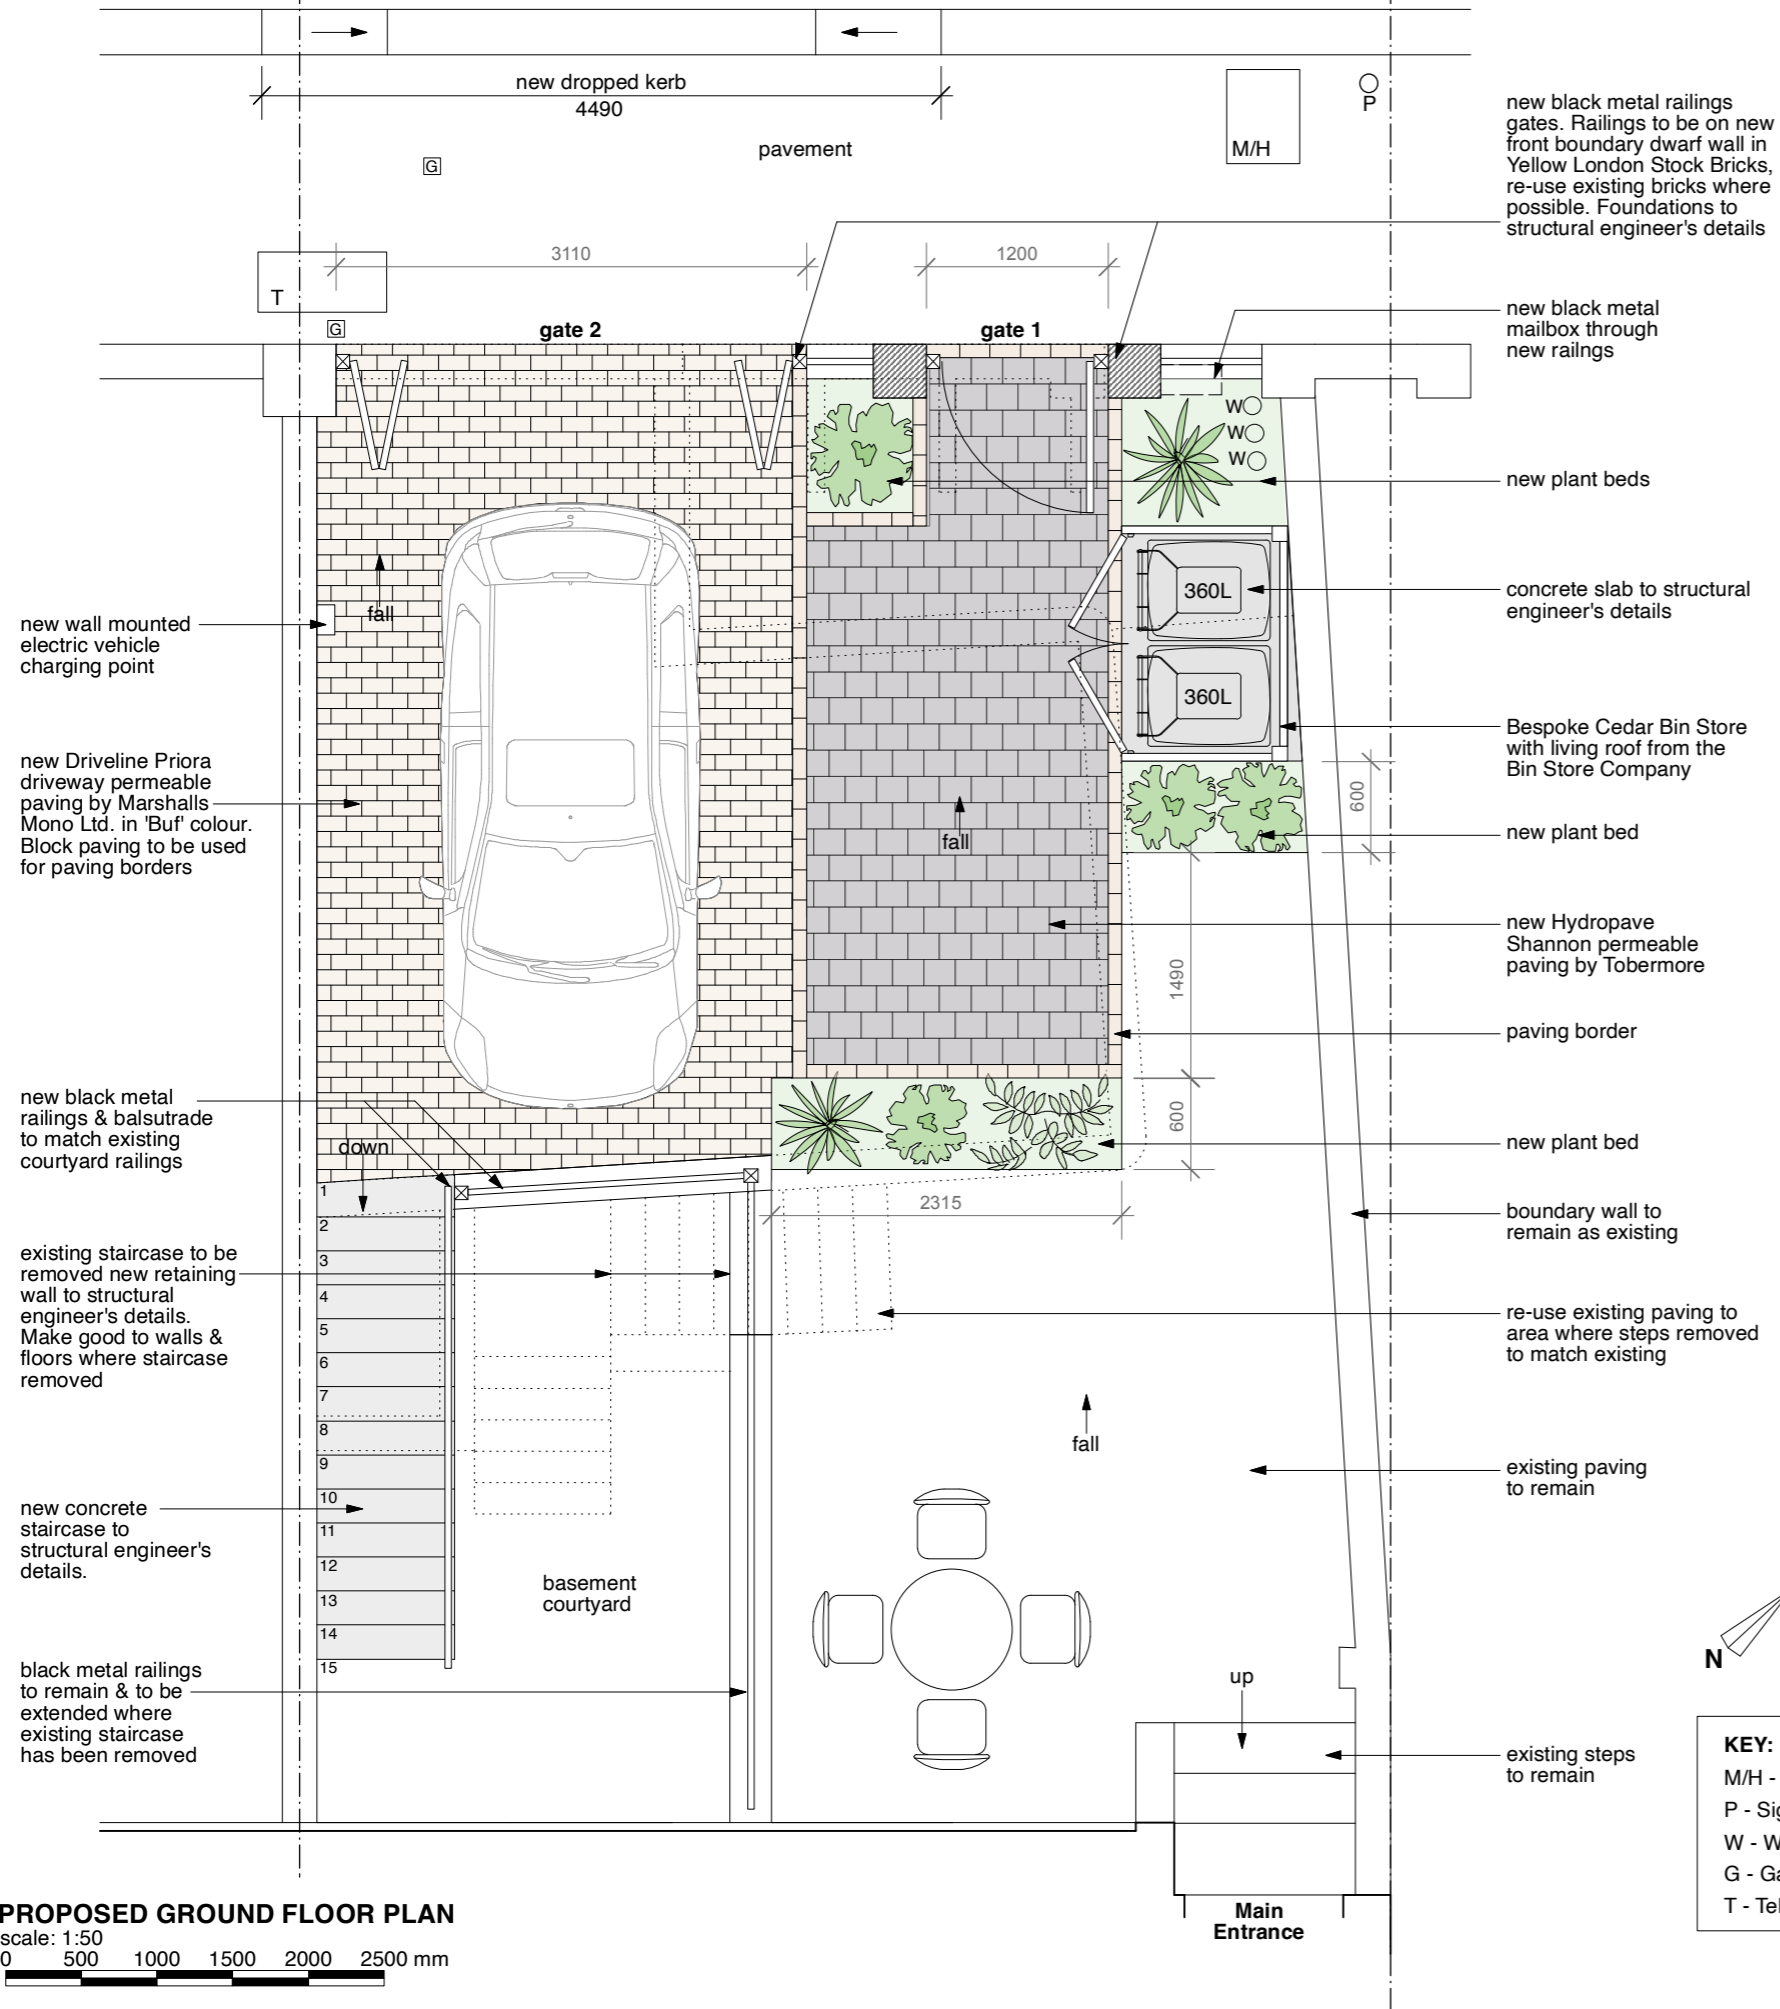 new dropped kerb
4490
pavement
G
M/H
P
new black metal railings
gates. Railings to be on new
front boundary dwarf wall in
Yellow London Stock Bricks,
re-use existing bricks where
possible. Foundations to
structural engineer's details
T
G
3110
1200
gate 2
gate 1
new black metal
mailbox through
new railngs
W
W
W
new plant beds
fall
360L
360L
concrete slab to structural
engineer's details
new wall mounted
electric vehicle
charging point
Bespoke Cedar Bin Store
with living roof from the
Bin Store Company
new Driveline Priora
driveway permeable
paving by Marshalls
Mono Ltd. in 'Buf' colour.
Block paving to be used
for paving borders
600
fall
new plant bed
new Hydropave
Shannon permeable
paving by Tobermore
1490
paving border
new black metal
railings & balsutrade
to match existing
courtyard railings
down
600
new plant bed
2315
boundary wall to
remain as existing
1
2
3
4
5
6
7
8
9
10
11
12
13
14
15
existing staircase to be
removed new retaining
wall to structural
engineer's details.
Make good to walls &
floors where staircase
removed
re-use existing paving to
area where steps removed
to match existing
fall
existing paving
to remain
new concrete
staircase to
structural engineer's
details.
basement
courtyard
black metal railings
to remain & to be
extended where
existing staircase
has been removed
up
existing steps
to remain
N
KEY:
M/H -
P - Sig
W - W
G - Ga
T - Tel
Main
Entrance
PROPOSED GROUND FLOOR PLAN
scale: 1:50
0 500 1000 1500 2000 2500 mm